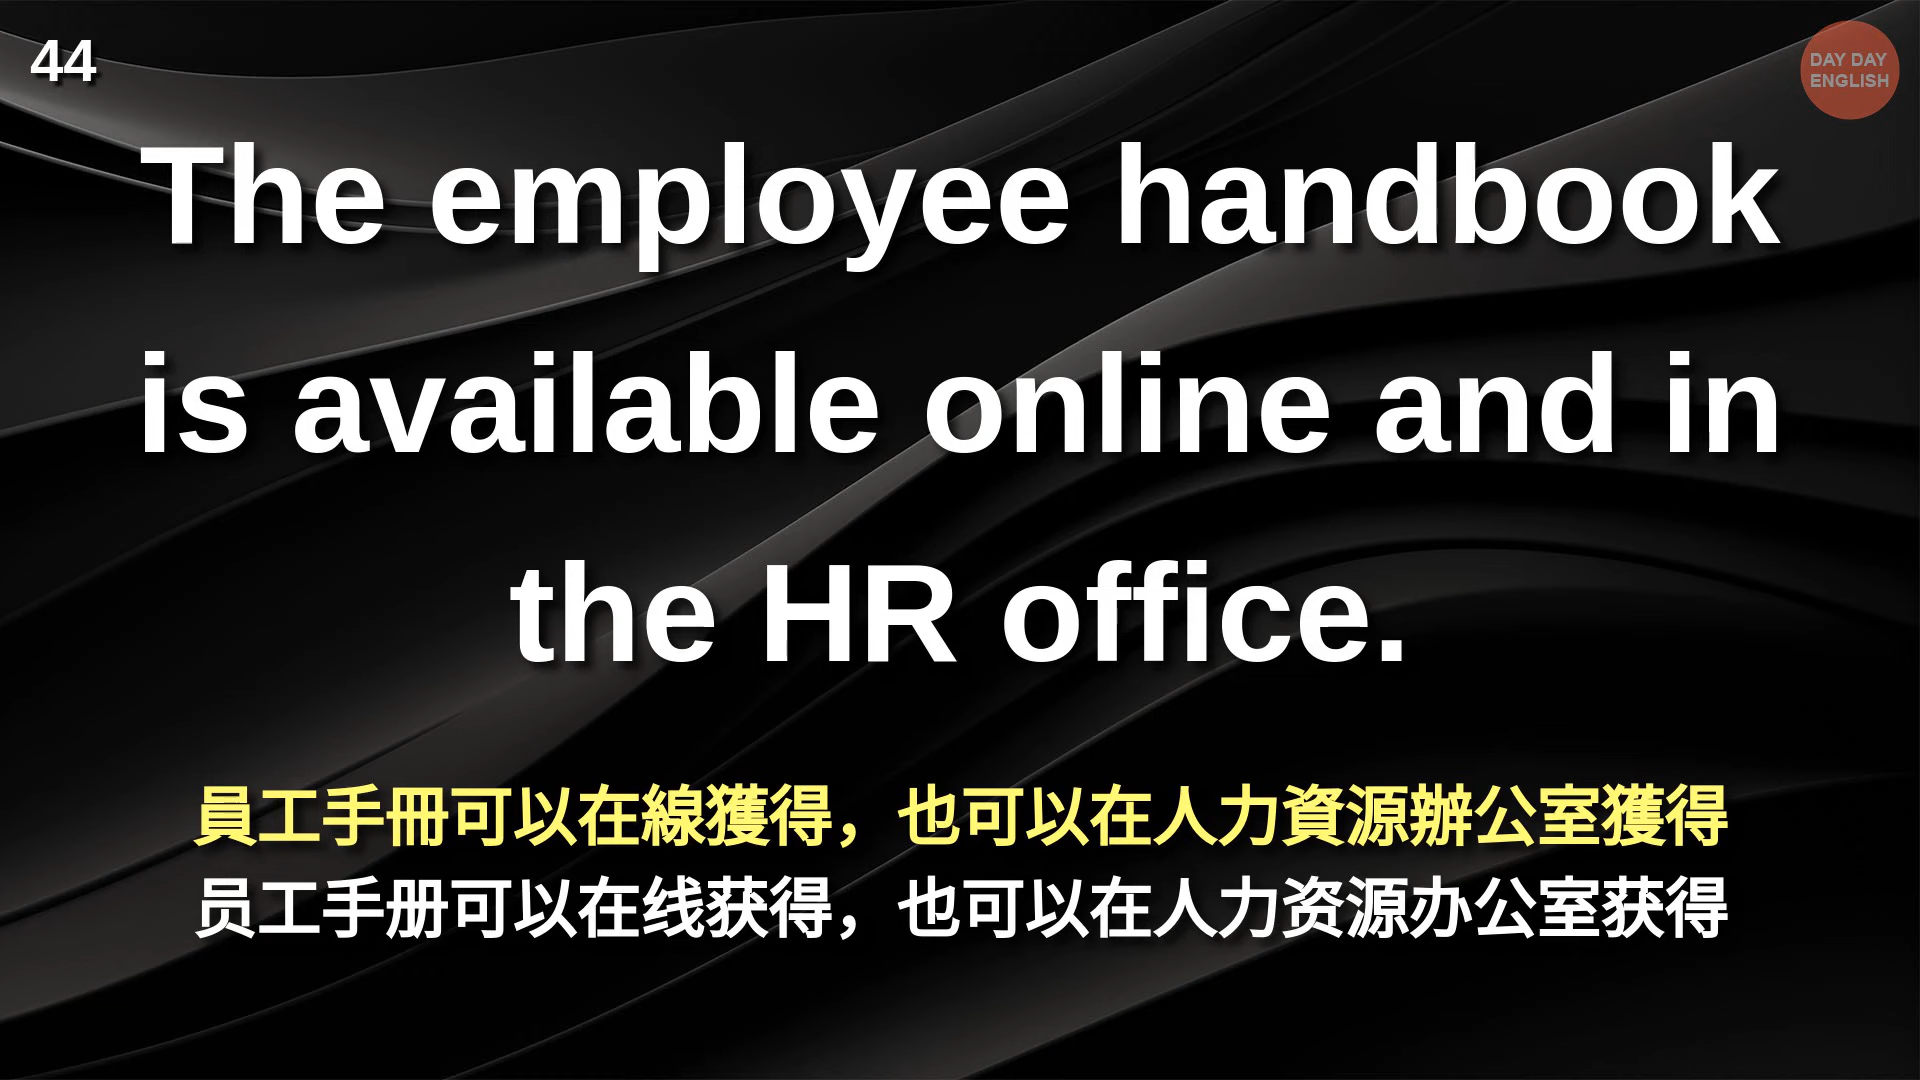 44
DAY DAY
ENGLISH
The employee handbook
is available online and in
the HR office.
員工手冊可以在線獲得，也可以在人力資源辦公室獲得
员工手册可以在线获得，也可以在人力资源办公室获得